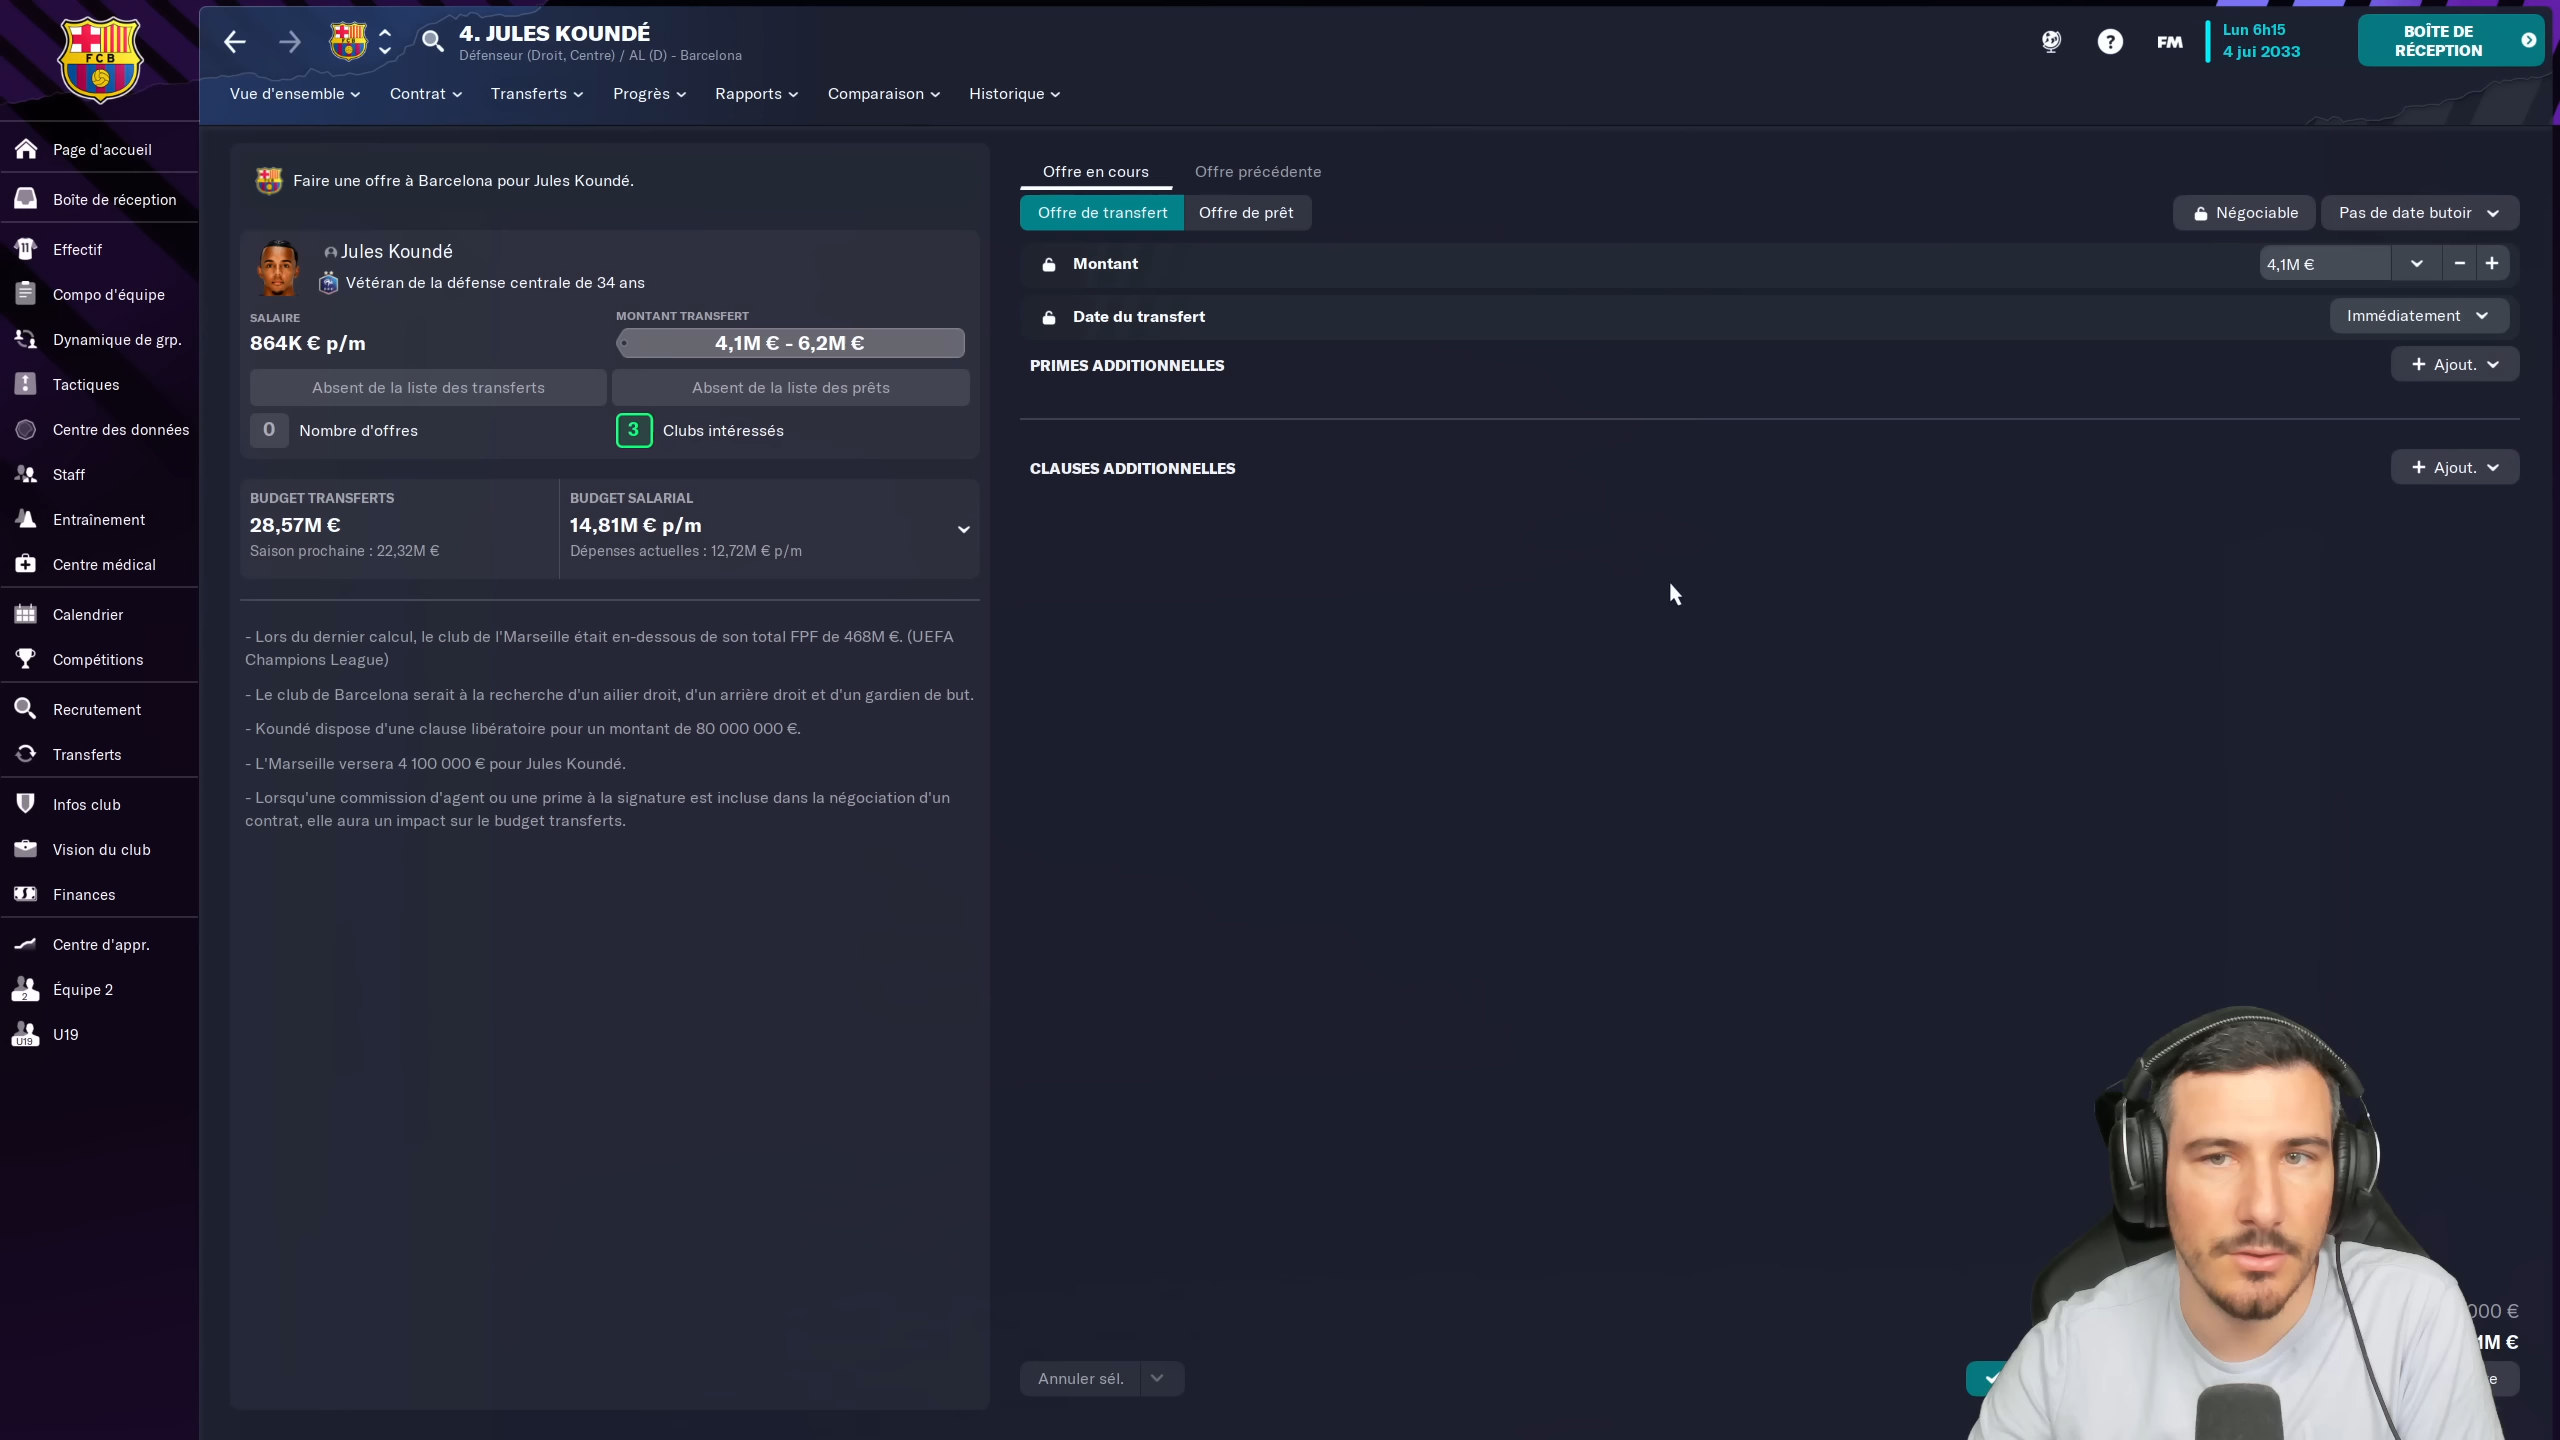 FCB
4. JULES KOUNDÉ
Défenseur (Droit, Centre) / AL (D) - Barcelona
FM
Lun 6h15
4 jui 2033
BOÎTE DE
RÉCEPTION
Vue d'ensemble
Contrat
Transferts
Progrès
Rapports
Comparaison
Historique
Page d'accueil
Boîte de réception
Effectif
Compo d'équipe
Dynamique de grp.
Tactiques
Centre des données
Staff
Entraînement
Centre médical
Calendrier
Compétitions
Recrutement
Transferts
Infos club
Vision du club
Finances
Centre d'appr.
2
Équipe 2
U19
U19
Faire une offre à Barcelona pour Jules Koundé.
Jules Koundé
Vétéran de la défense centrale de 34 ans
SALAIRE
864K € p/m
MONTANT TRANSFERT
4,1M € - 6,2M €
Absent de la liste des transferts
Absent de la liste des prêts
0 Nombre d'offres
3 Clubs intéressés
BUDGET TRANSFERTS
28,57M €
Saison prochaine : 22,32M €
BUDGET SALARIAL
14,81M € p/m
Dépenses actuelles : 12,72M € p/m
- Lors du dernier calcul, le club de l'Marseille était en-dessous de son total FPF de 468M €. (UEFA
Champions League)
- Le club de Barcelona serait à la recherche d'un ailier droit, d'un arrière droit et d'un gardien de but.
- Koundé dispose d'une clause libératoire pour un montant de 80 000 000 €.
- L'Marseille versera 4 100 000 € pour Jules Koundé.
- Lorsqu'une commission d'agent ou une prime à la signature est incluse dans la négociation d'un
contrat, elle aura un impact sur le budget transferts.
Offre en cours
Offre précédente
Offre de transfert
Offre de prêt
Négociable
Pas de date butoir
Montant
4,1M €
Date du transfert
Immédiatement
PRIMES ADDITIONNELLES
+ Ajout.
CLAUSES ADDITIONNELLES
+ Ajout.
Annuler sél.
000 €
1M €
e